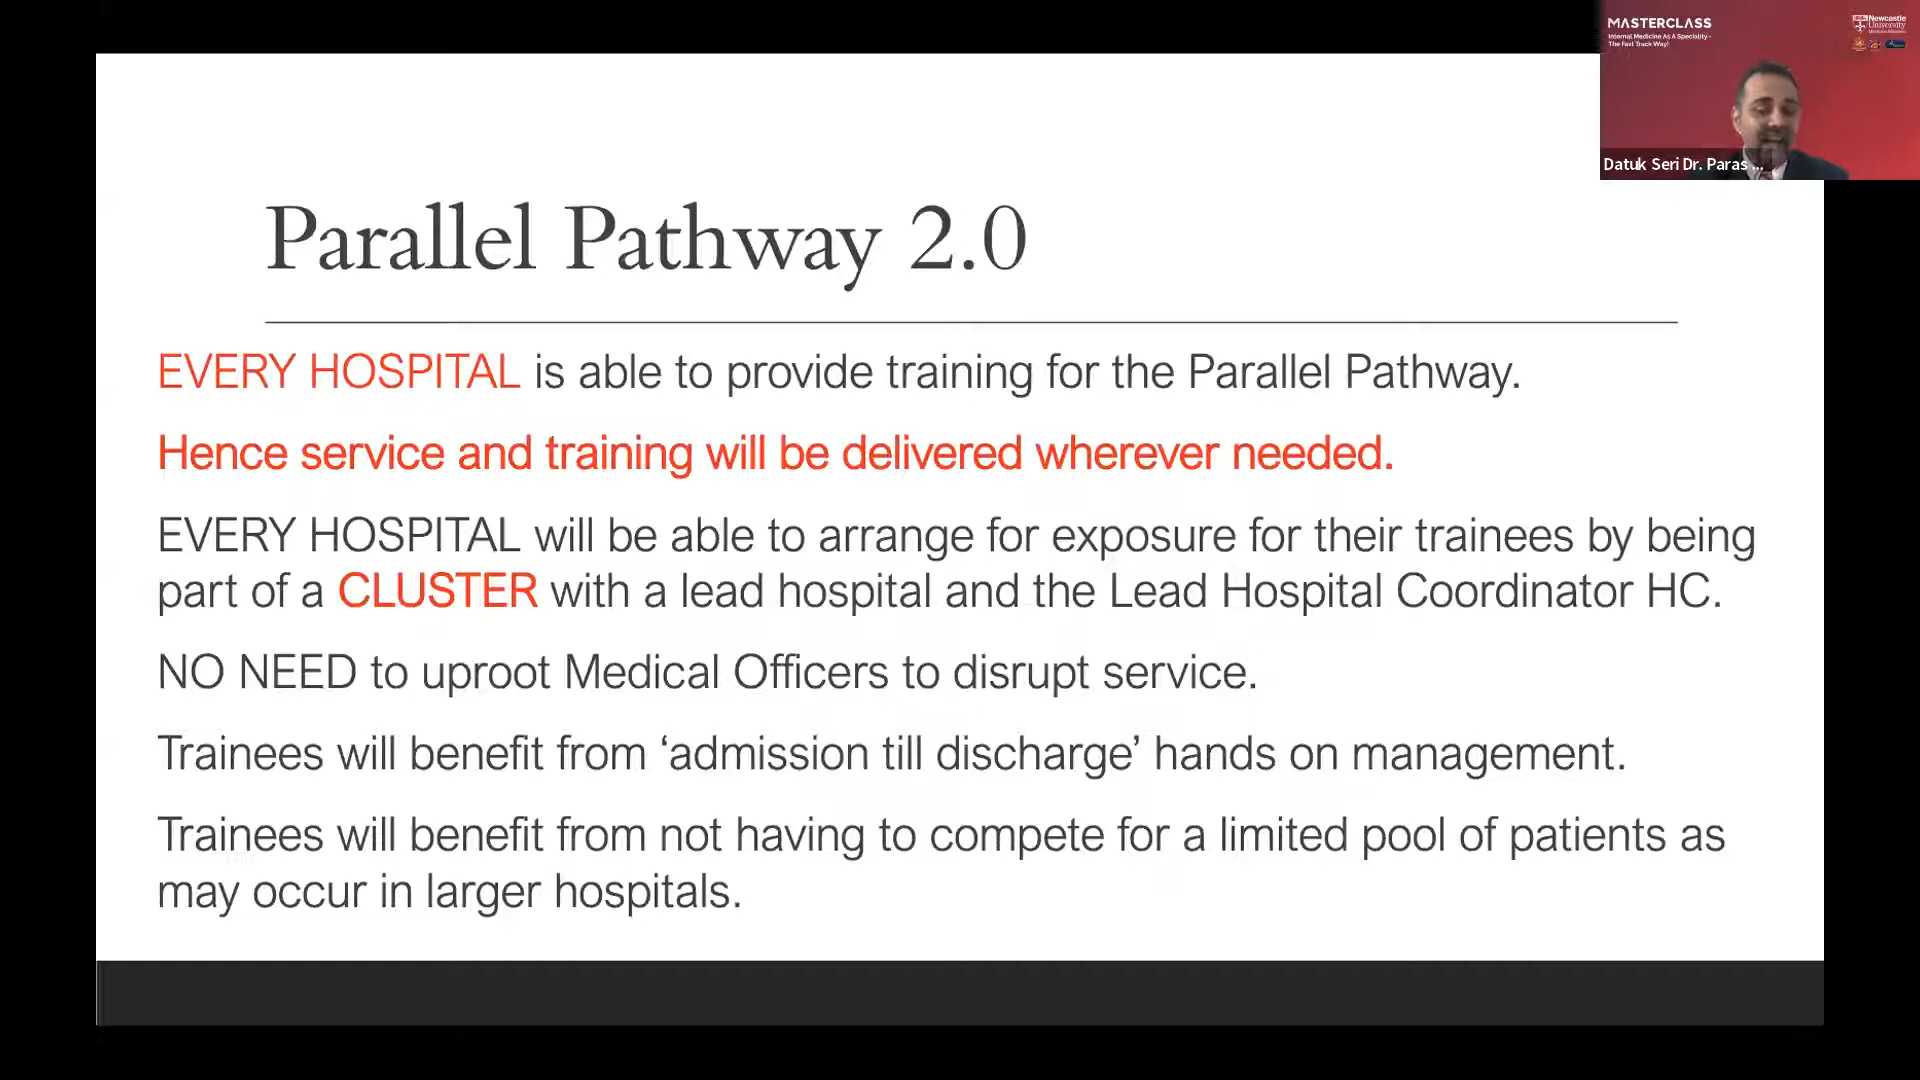 MASTERCLASS
Internal Medicine As A Speciality -
The Fast Track Way!
Newcastle
University
Datuk Seri Dr. Paras ...
Parallel Pathway 2.0
EVERY HOSPITAL is able to provide training for the Parallel Pathway.
Hence service and training will be delivered wherever needed.
EVERY HOSPITAL will be able to arrange for exposure for their trainees by being
part of a CLUSTER with a lead hospital and the Lead Hospital Coordinator HC.
NO NEED to uproot Medical Officers to disrupt service.
Trainees will benefit from ‘admission till discharge’ hands on management.
Trainees will benefit from not having to compete for a limited pool of patients as
may occur in larger hospitals.